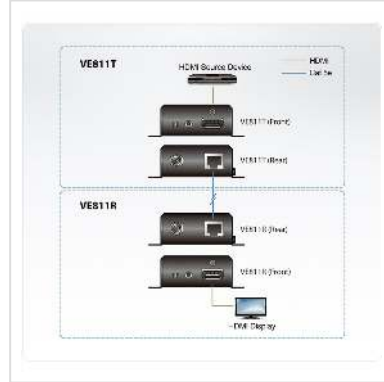 VE811T
HDMI Source Device
HDMI
Cat 5e
VE811T (Front)
VE811T (Rear)
VE811R
VE811R (Rear)
VE811R (Front)
HDMI Display